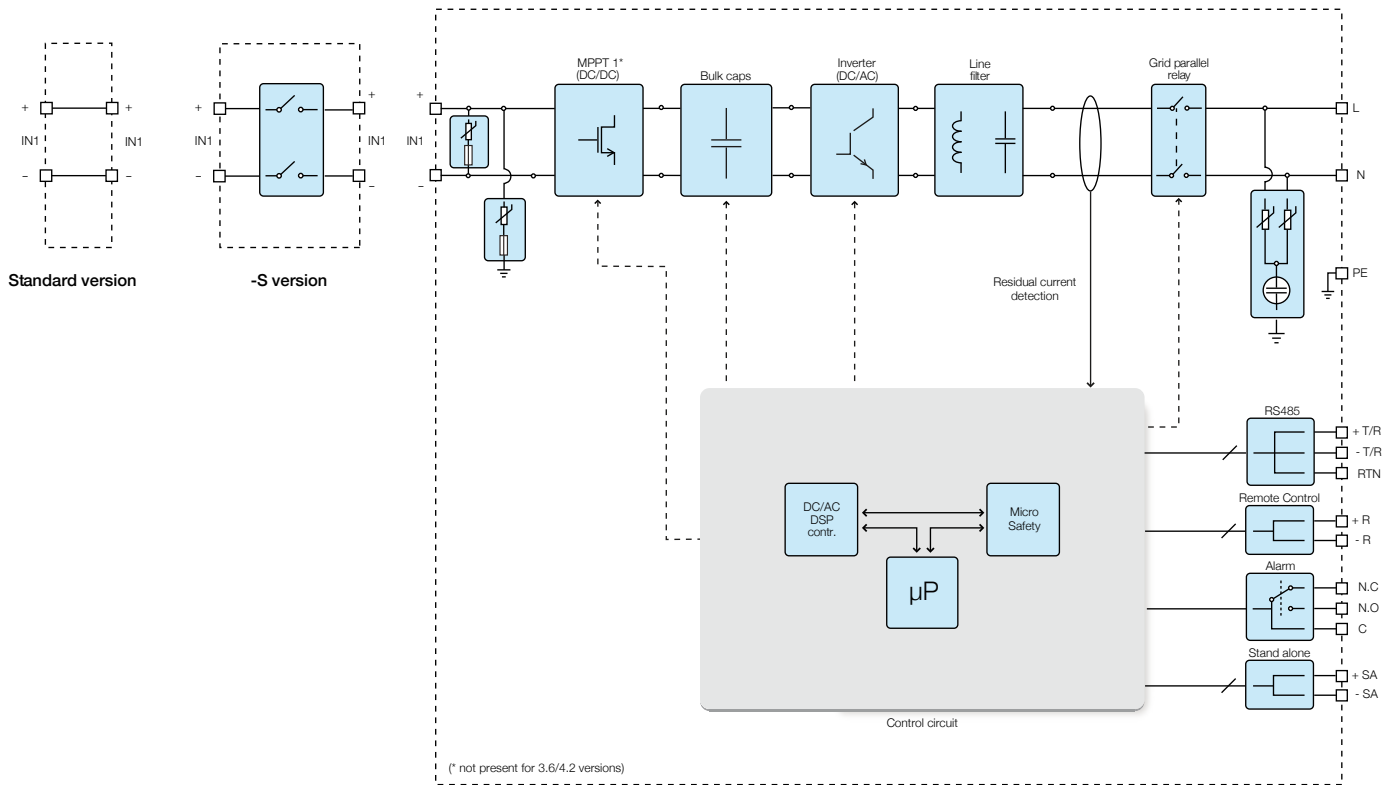 +
IN1
–
+
IN1
–
Standard version
+
IN1
–
+
IN1
–
-S version
+
IN1
–
MPPT 1*
(DC/DC)
Bulk caps
Inverter
(DC/AC)
Line
filter
Grid parallel
relay
L
N
PE
Residual current
detection
RS485
+ T/R
- T/R
RTN
Remote Control
+ R
- R
Alarm
N.C
N.O
C
Stand alone
+ SA
- SA
DC/AC
DSP
contr.
Micro
Safety
µP
Control circuit
(* not present for 3.6/4.2 versions)